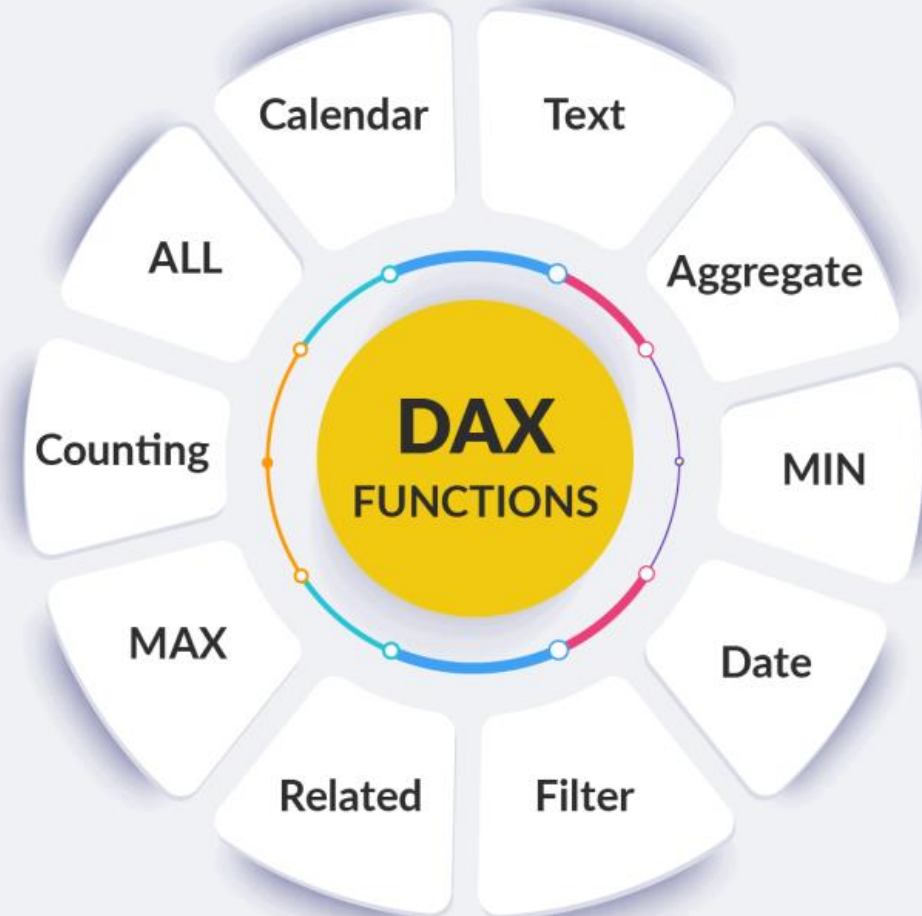 Calendar
Text
ALL
Aggregate
DAX
FUNCTIONS
Counting
MIN
MAX
Date
Related
Filter